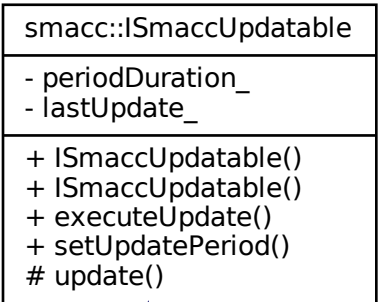 smacc::ISmaccUpdatable
- periodDuration_
- lastUpdate_
+ ISmaccUpdatable()
+ ISmaccUpdatable()
+ executeUpdate()
+ setUpdatePeriod()
# update()